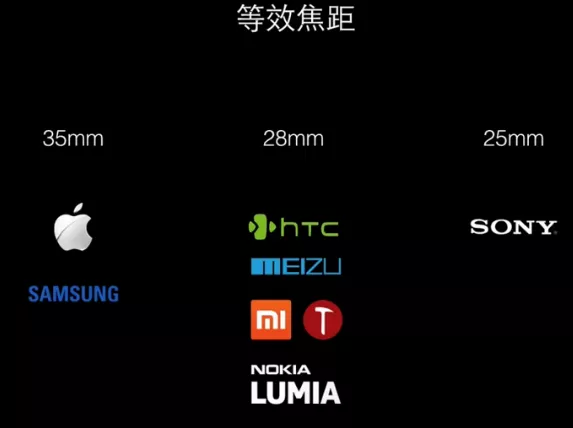 等效焦距
35mm
28mm
25mm
hTC
SONY
MEIZU
SAMSUNG
MI
T
NOKIA
LUMIA